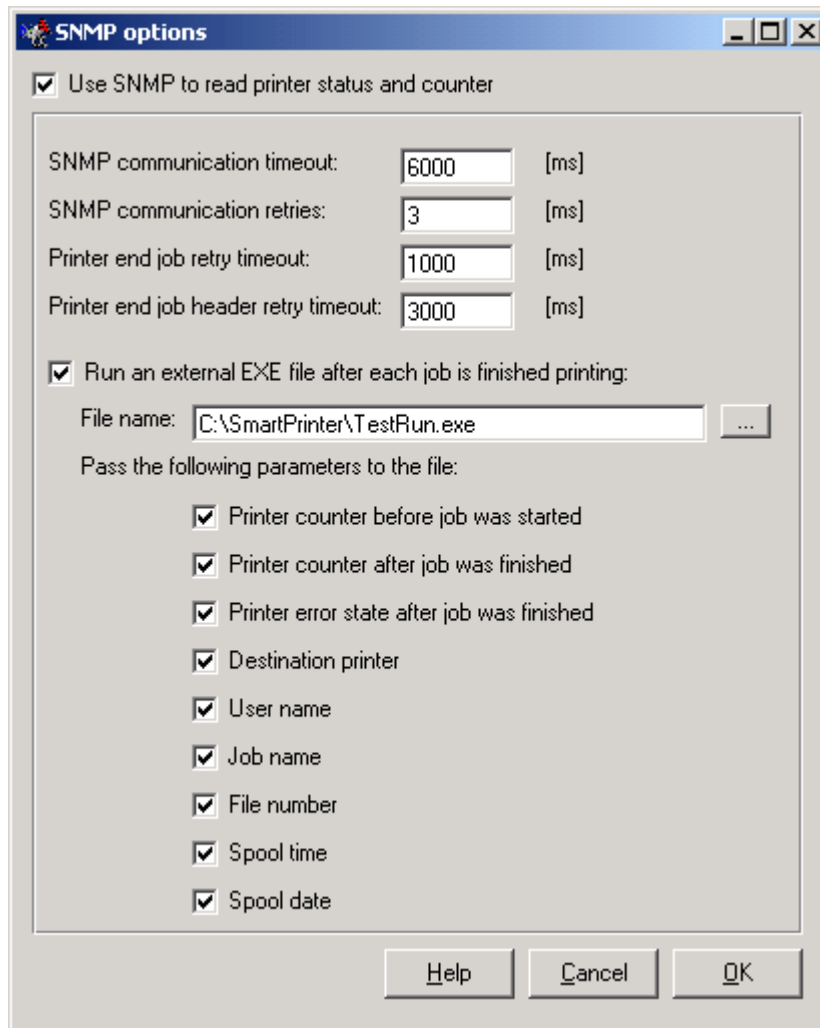 SNMP options
Use SNMP to read printer status and counter
SNMP communication timeout: 6000 [ms]
SNMP communication retries: 3 [ms]
Printer end job retry timeout: 1000 [ms]
Printer end job header retry timeout: 3000 [ms]
Run an external EXE file after each job is finished printing:
File name: C:\SmartPrinter\TestRun.exe ...
Pass the following parameters to the file:
Printer counter before job was started
Printer counter after job was finished
Printer error state after job was finished
Destination printer
User name
Job name
File number
Spool time
Spool date
Help Cancel OK